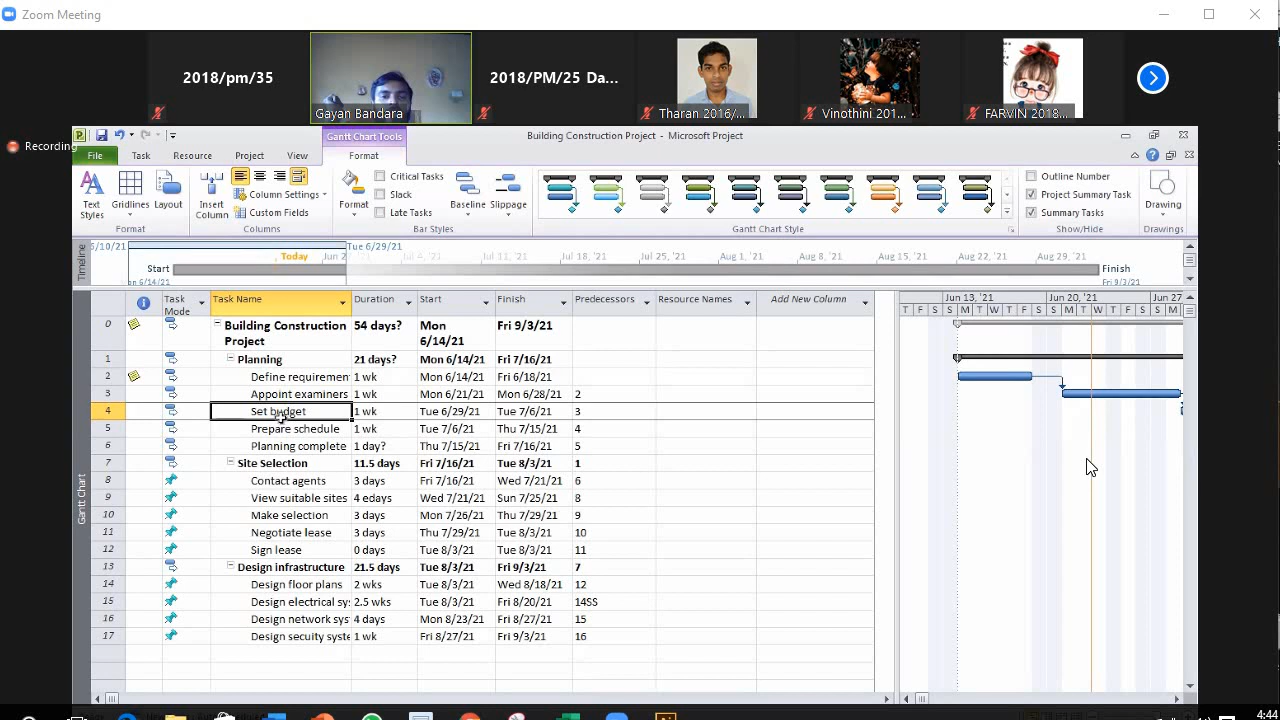 Zoom Meeting
2018/pm/35
Gayan Bandara
2018/PM/25 Da...
Tharan 2016/...
Vinothini 201...
FARVIN 2018...
Recording
Gantt Chart Tools
Building Construction Project - Microsoft Project
File Task Resource Project View Format
Text Styles
Gridlines
Layout
Insert Column
Column Settings
Custom Fields
Format
Critical Tasks
Slack
Late Tasks
Baseline
Slippage
Outline Number
Project Summary Task
Summary Tasks
Drawing
Format Columns Bar Styles Gantt Chart Style Show/Hide Drawings
Timeline
Tue 6/29/21
Today Jul 4, '21 Jul 11, '21 Jul 18, '21 Jul 25, '21 Aug 1, '21 Aug 8, '21 Aug 15, '21 Aug 22, '21 Aug 29, '21
Start
Finish
Fri 9/3/21
Gantt Chart
Task Mode Task Name Duration Start Finish Predecessors Resource Names Add New Column
Jun 13, '21 Jun 20, '21 Jun 27
T F S S M T W T F S S M T W T F S S M
0 Building Construction Project 54 days? Mon 6/14/21 Fri 9/3/21
1 Planning 21 days? Mon 6/14/21 Fri 7/16/21
2 Define requiremen 1 wk Mon 6/14/21 Fri 6/18/21
3 Appoint examiners 1 wk Mon 6/21/21 Mon 6/28/21 2
4 Set budget 1 wk Tue 6/29/21 Tue 7/6/21 3
5 Prepare schedule 1 wk Tue 7/6/21 Thu 7/15/21 4
6 Planning complete 1 day? Thu 7/15/21 Fri 7/16/21 5
7 Site Selection 11.5 days Fri 7/16/21 Tue 8/3/21 1
8 Contact agents 3 days Fri 7/16/21 Wed 7/21/21 6
9 View suitable sites 4 edays Wed 7/21/21 Sun 7/25/21 8
10 Make selection 3 days Mon 7/26/21 Thu 7/29/21 9
11 Negotiate lease 3 days Thu 7/29/21 Tue 8/3/21 10
12 Sign lease 0 days Tue 8/3/21 Tue 8/3/21 11
13 Design infrastructure 21.5 days Tue 8/3/21 Fri 9/3/21 7
14 Design floor plans 2 wks Tue 8/3/21 Wed 8/18/21 12
15 Design electrical sy 2.5 wks Tue 8/3/21 Fri 8/20/21 14SS
16 Design network sys 4 days Mon 8/23/21 Fri 8/27/21 15
17 Design secuity syste 1 wk Fri 8/27/21 Fri 9/3/21 16
4:44